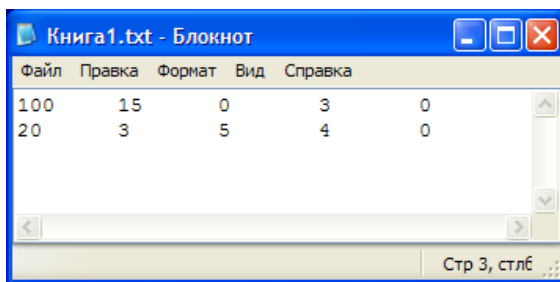 Книга1.txt - Блокнот
Файл Правка Формат Вид Справка
100 15 0 3 0
20 3 5 4 0
Стр 3, стлб